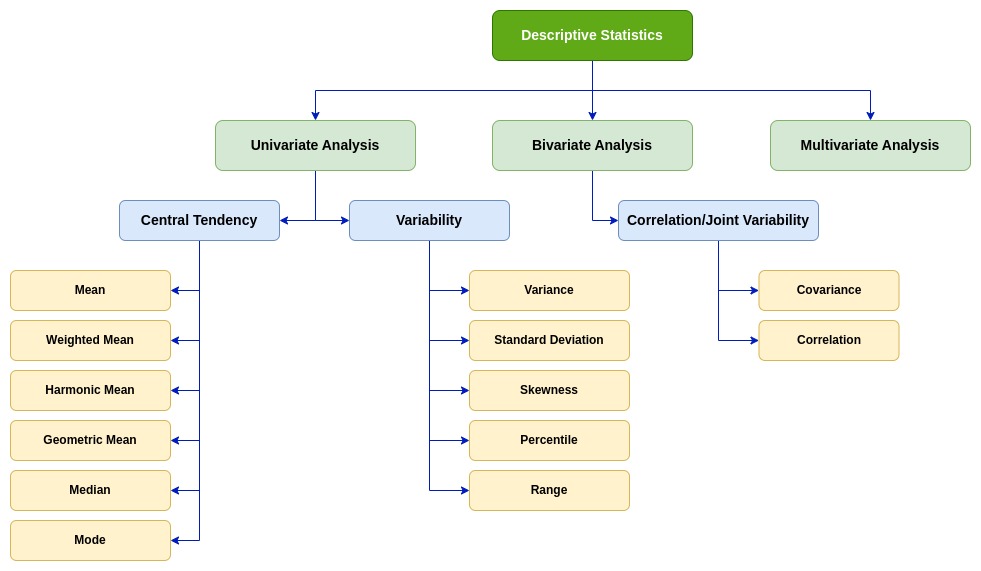 Descriptive Statistics
Univariate Analysis
Bivariate Analysis
Multivariate Analysis
Central Tendency
Variability
Correlation/Joint Variability
Mean
Weighted Mean
Harmonic Mean
Geometric Mean
Median
Mode
Variance
Standard Deviation
Skewness
Percentile
Range
Covariance
Correlation